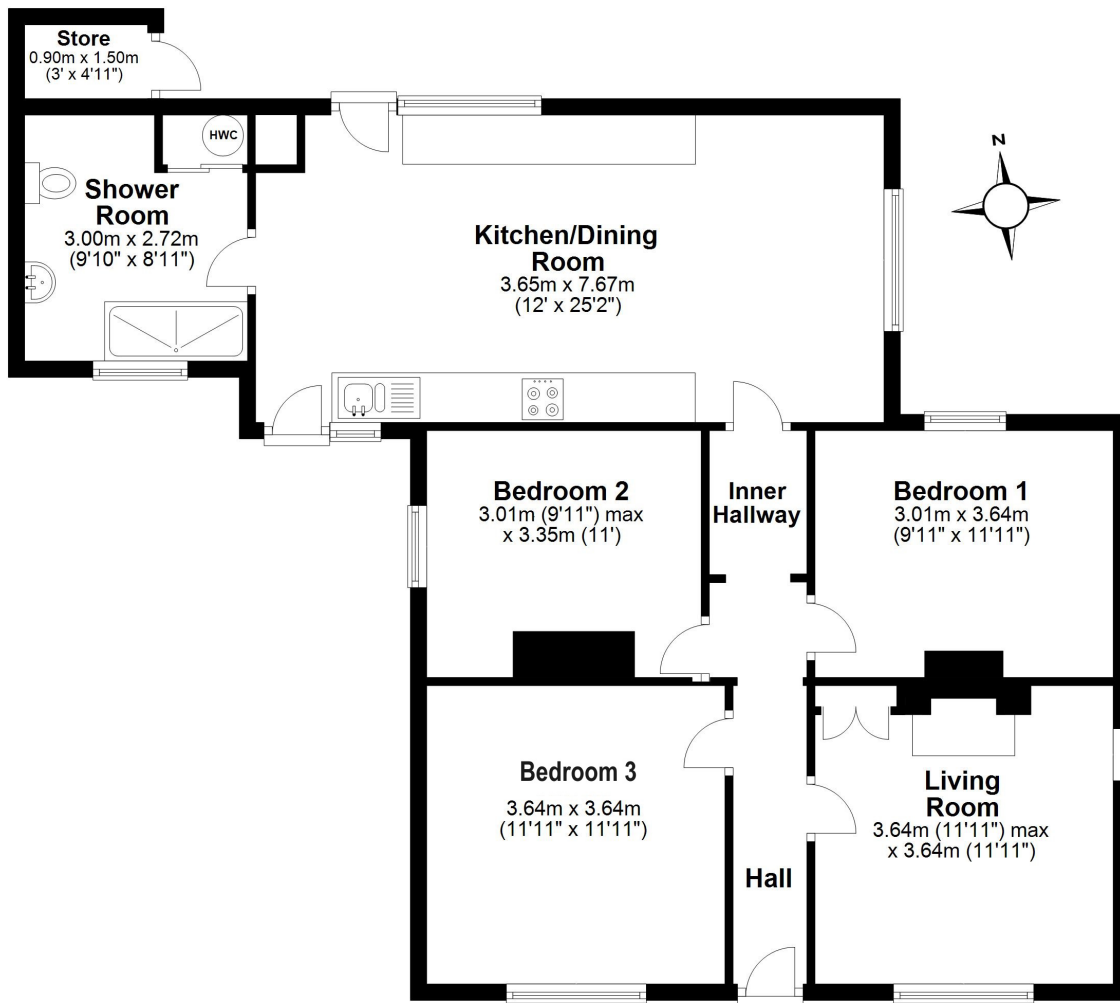 Store
0.90m x 1.50m
(3' x 4'11")
HWC
N
Shower
Room
3.00m x 2.72m
(9'10" x 8'11")
Kitchen/Dining
Room
3.65m x 7.67m
(12' x 25'2")
Bedroom 2
3.01m (9'11") max
x 3.35m (11')
Inner
Hallway
Bedroom 1
3.01m x 3.64m
(9'11" x 11'11")
Bedroom 3
3.64m x 3.64m
(11'11" x 11'11")
Living
Room
3.64m (11'11") max
x 3.64m (11'11")
Hall